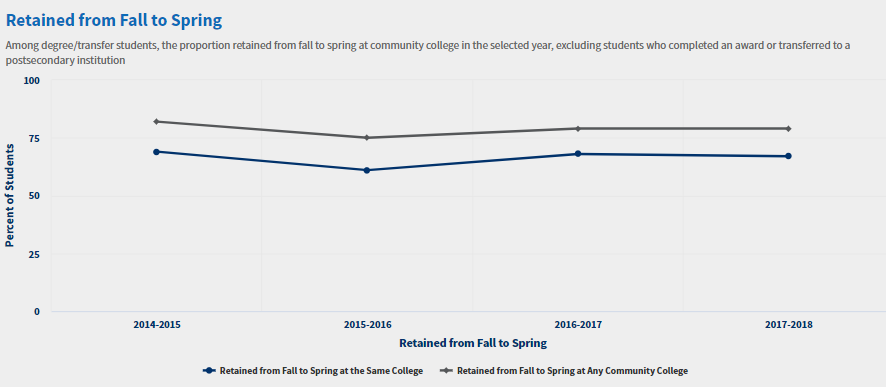 Retained from Fall to Spring
Among degree/transfer students, the proportion retained from fall to spring at community college in the selected year, excluding students who completed an award or transferred to a
postsecondary institution
100
75
50
25
0
Percent of Students
2014-2015
2015-2016
2016-2017
2017-2018
Retained from Fall to Spring
Retained from Fall to Spring at the Same College
Retained from Fall to Spring at Any Community College